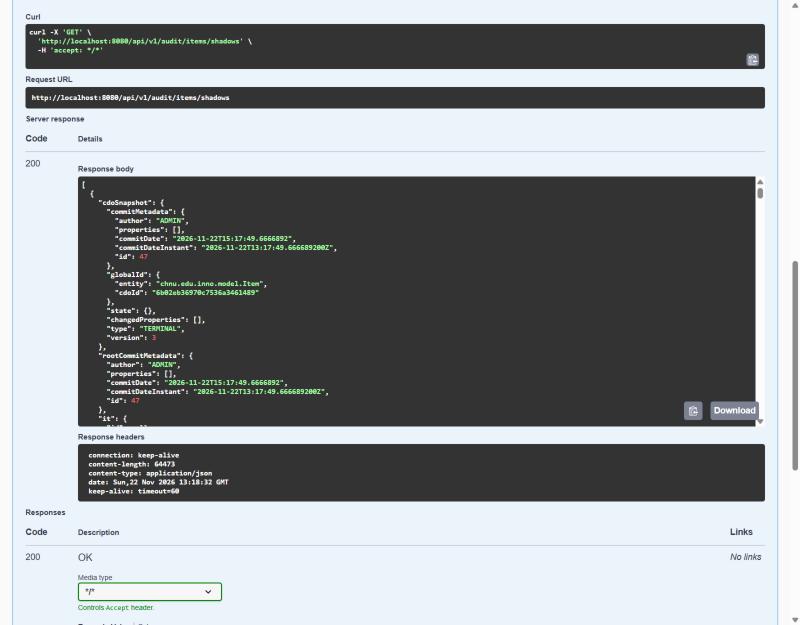 Curl
curl -X 'GET' \
'http://localhost:8080/api/v1/audit/items/shadows' \
-H 'accept: */*'
Request URL
http://localhost:8080/api/v1/audit/items/shadows
Server response
Code Details
200
Response body
[
{
"cdoSnapshot": {
"commitMetadata": {
"author": "ADMIN",
"properties": [],
"commitDate": "2026-11-22T15:17:49.6666892",
"commitDateInstant": "2026-11-22T13:17:49.666689200Z",
"id": 47
},
"globalId": {
"entity": "chnu.edu.inno.model.Item",
"cdoId": "6b02eb36970c7536a3461489"
},
"state": {},
"changedProperties": [],
"type": "TERMINAL",
"version": 3
},
"rootCommitMetadata": {
"author": "ADMIN",
"properties": [],
"commitDate": "2026-11-22T15:17:49.6666892",
"commitDateInstant": "2026-11-22T13:17:49.666689200Z",
"id": 47
},
"it": {
Download
Response headers
connection: keep-alive
content-length: 64473
content-type: application/json
date: Sun,22 Nov 2026 13:18:32 GMT
keep-alive: timeout=60
Responses
Code Description Links
200 OK No links
Media type
*/*
Controls Accept header.